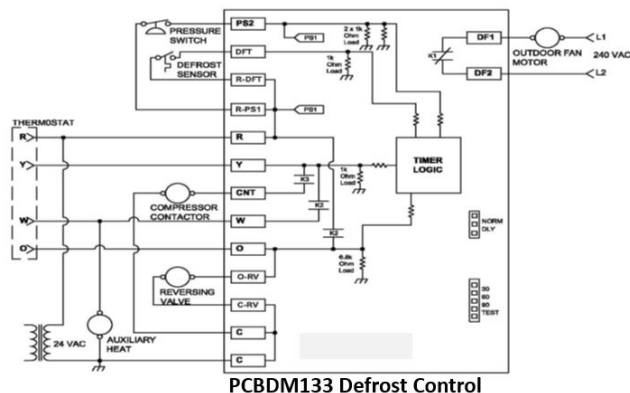 PS2
PRESSURE
SWITCH
PS1
2 x 1k
Ohm
Load
DFT
DEFROST
SENSOR
1k
Ohm
Load
R-DFT
R-PS1
PS1
DF1
K1
DF2
L1
OUTDOOR FAN
MOTOR
240 VAC
L2
THERMOSTAT
R
R
Y
Y
1k
Ohm
Load
TIMER
LOGIC
K3
CNT
COMPRESSOR
CONTACTOR
K2
W
W
K2
NORM
DLY
O
O
6.8k
Ohm
Load
O-RV
REVERSING
VALVE
C-RV
30
60
90
TEST
24 VAC
AUXILIARY
HEAT
C
C
PCBDM133 Defrost Control